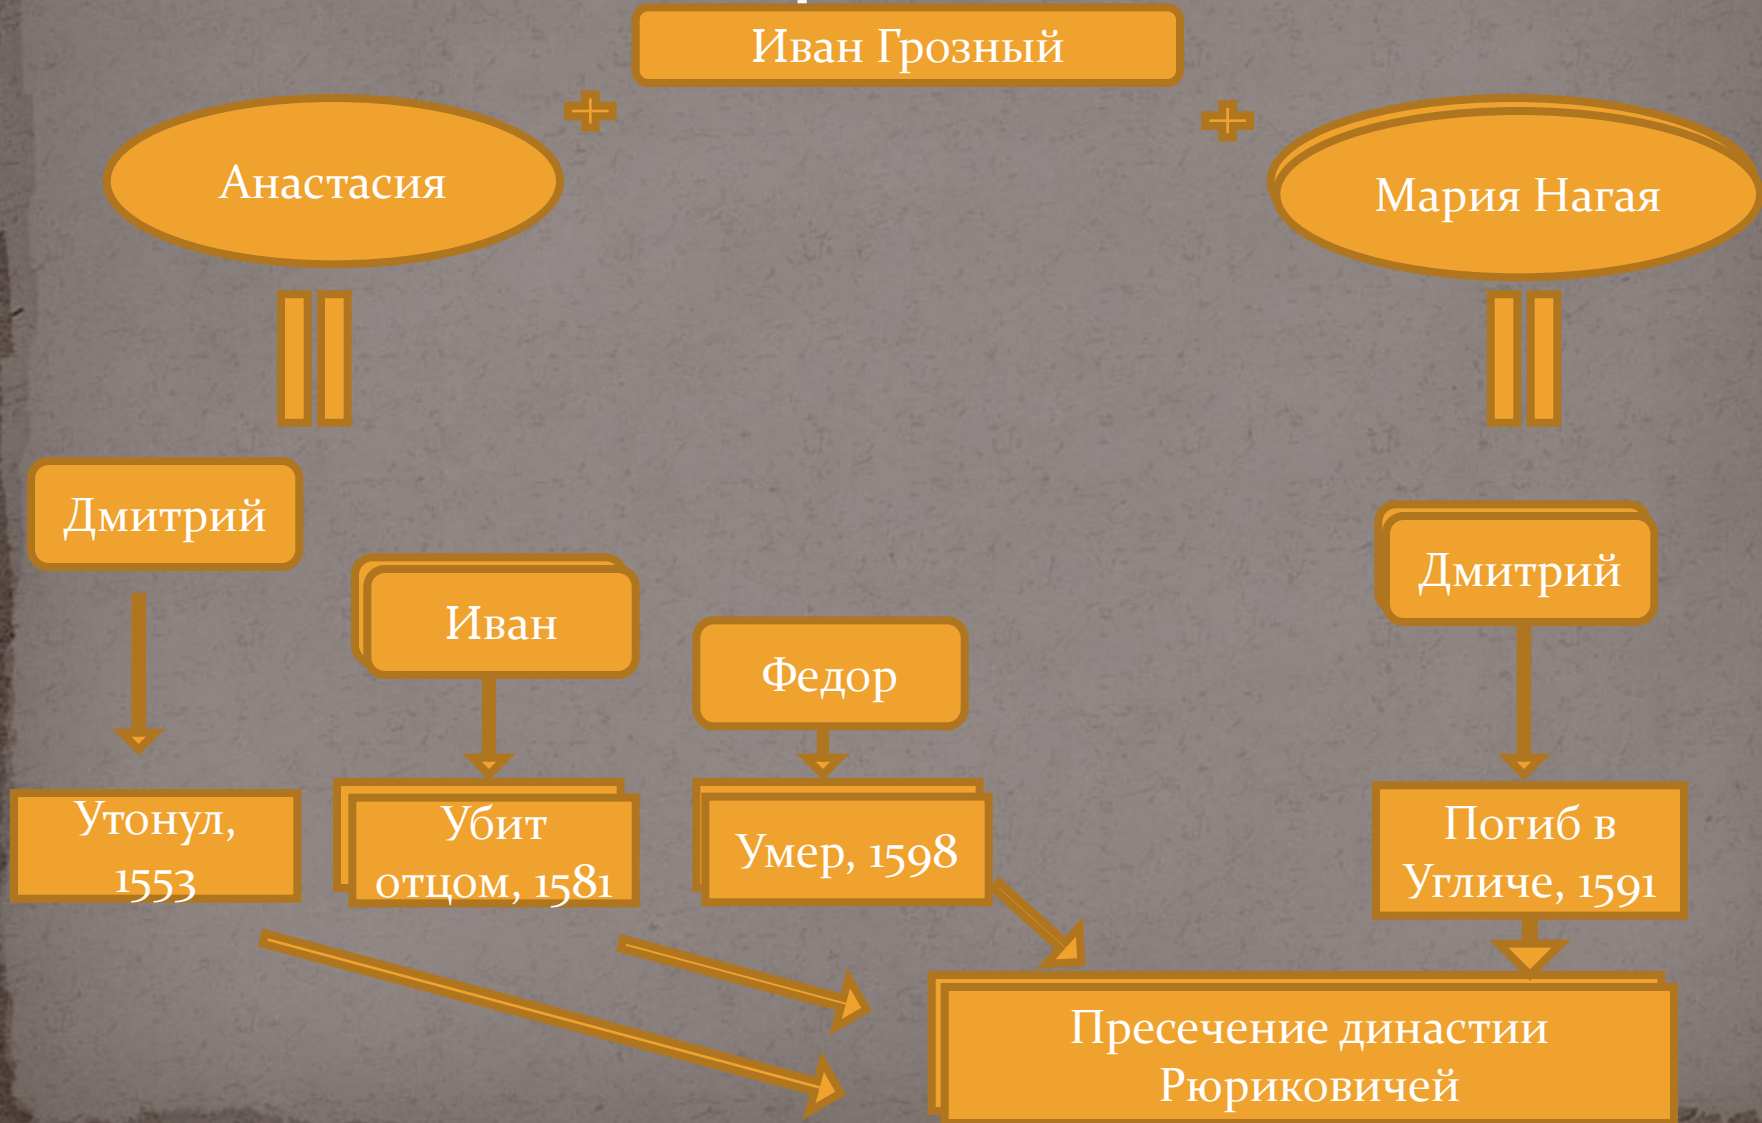 Иван Грозный
Анастасия
Мария Нагая
Дмитрий
Иван
Федор
Дмитрий
Утонул,
1553
Убит
отцом, 1581
Умер, 1598
Погиб в
Угличе, 1591
Пресечение династии
Рюриковичей